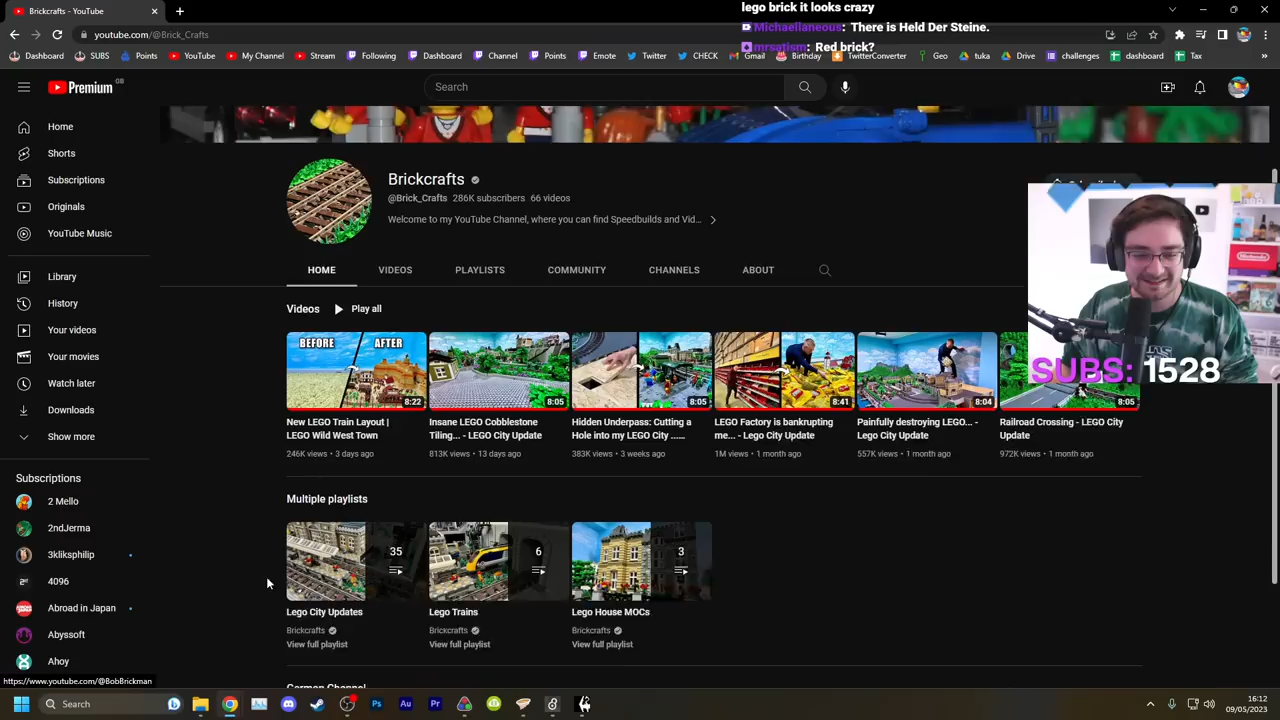 Brickcrafts - YouTube
lego brick it looks crazy
youtube.com/@Brick_Crafts
Michaelianeous: There is Held Der Steine.
mrsatism: Red brick?
Dashboard
JUBS
Points
YouTube
My Channel
Stream
Following
Dashboard
Channel
Points
Emote
Twitter
CHECK
Gmail
Birthday
TwitterConverter
Geo
tuka
Drive
challenges
dashboard
Tax
Premium
GB
Search
Home
Shorts
Subscriptions
Originals
YouTube Music
Library
History
Your videos
Your movies
Watch later
Downloads
Show more
Subscriptions
2 Mello
2ndJerma
3kliksphilip
4096
Abroad in Japan
Abyssoft
Ahoy
Brickcrafts
@Brick_Crafts 286K subscribers 66 videos
Welcome to my YouTube Channel, where you can find Speedbuilds and Vid...
HOME
VIDEOS
PLAYLISTS
COMMUNITY
CHANNELS
ABOUT
Videos
Play all
BEFORE
AFTER
8:22
8:05
8:05
8:41
8:04
8:05
New LEGO Train Layout |
LEGO Wild West Town
246K views • 3 days ago
Insane LEGO Cobblestone
Tiling... - LEGO City Update
813K views • 13 days ago
Hidden Underpass: Cutting a
Hole into my LEGO City ......
383K views • 3 weeks ago
LEGO Factory is bankrupting
me... - Lego City Update
1M views • 1 month ago
Painfully destroying LEGO... -
Lego City Update
557K views • 1 month ago
Railroad Crossing - LEGO City
Update
972K views • 1 month ago
Nintendo
SUBS: 1528
Multiple playlists
35
6
3
Lego City Updates
Brickcrafts
View full playlist
Lego Trains
Brickcrafts
View full playlist
Lego House MOCs
Brickcrafts
View full playlist
German Channel
https://www.youtube.com/@BobBrickman
Search
Ps
Au
Pr
16:12
09/05/2023